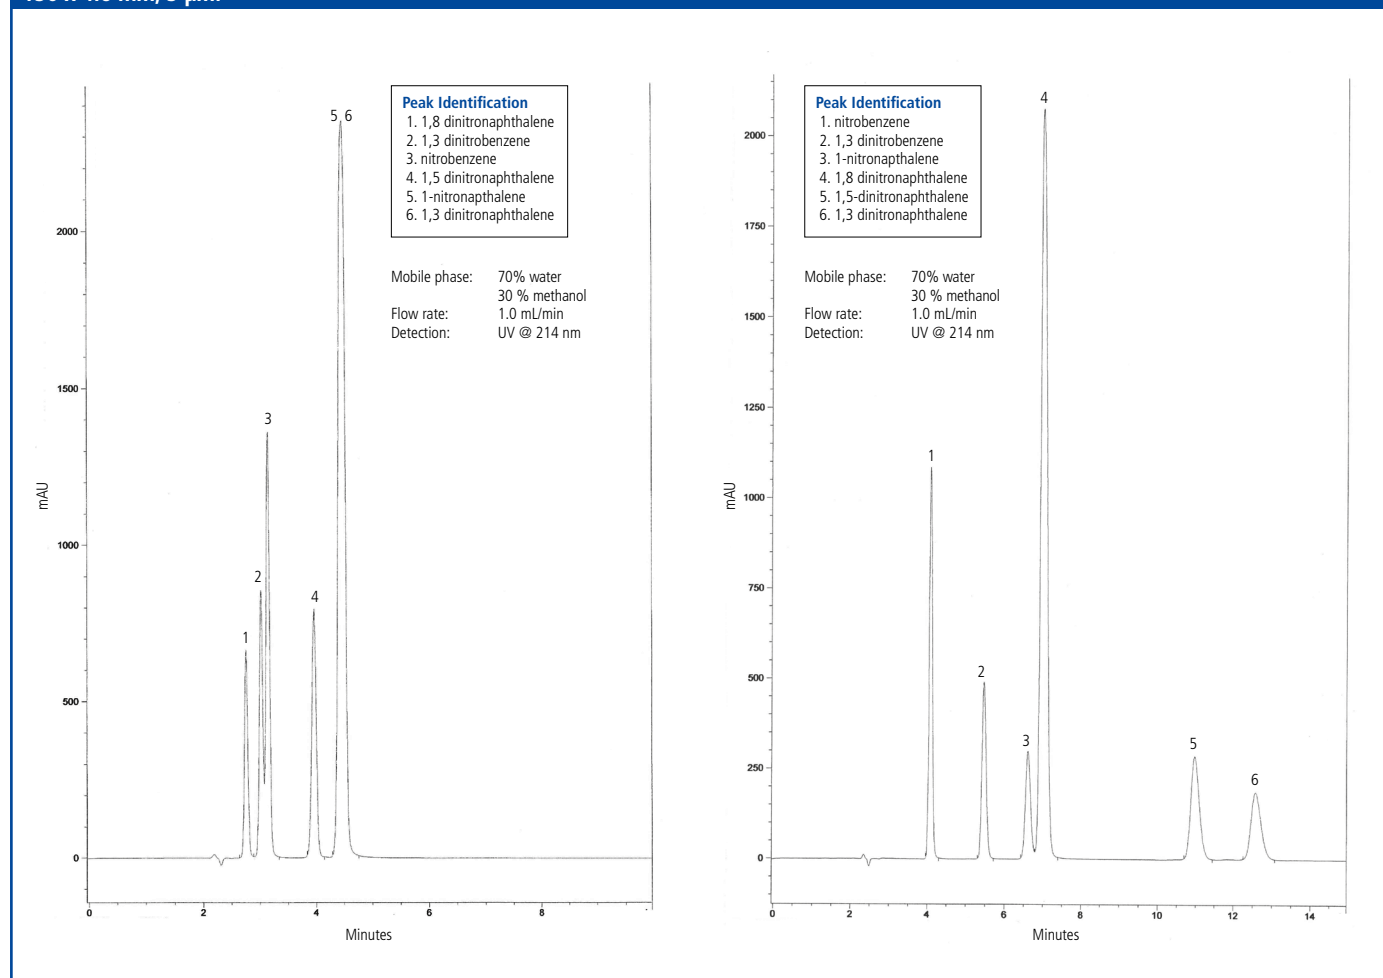 Peak Identification
1. 1,8 dinitronaphthalene
2. 1,3 dinitrobenzene
3. nitrobenzene
4. 1,5 dinitronaphthalene
5. 1-nitronapthalene
6. 1,3 dinitronaphthalene
Mobile phase: 70% water
30 % methanol
Flow rate: 1.0 mL/min
Detection: UV @ 214 nm
5 6
3
2
4
1
2000
1500
1000
500
0
mAU
0 2 4 6 8
Minutes
Peak Identification
1. nitrobenzene
2. 1,3 dinitrobenzene
3. 1-nitronapthalene
4. 1,8 dinitronaphthalene
5. 1,5-dinitronaphthalene
6. 1,3 dinitronaphthalene
Mobile phase: 70% water
30 % methanol
Flow rate: 1.0 mL/min
Detection: UV @ 214 nm
4
1
2
3
5
6
2000
1750
1500
1250
1000
750
500
250
0
mAU
0 2 4 6 8 10 12 14
Minutes